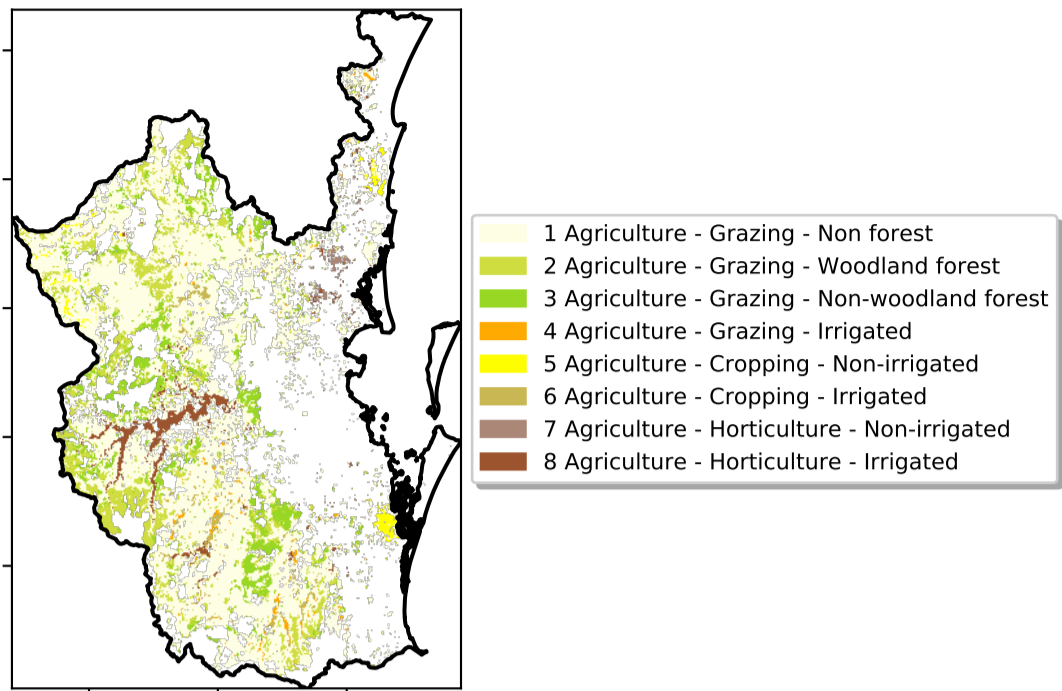 1 Agriculture - Grazing - Non forest
2 Agriculture - Grazing - Woodland forest
3 Agriculture - Grazing - Non-woodland forest
4 Agriculture - Grazing - Irrigated
5 Agriculture - Cropping - Non-irrigated
6 Agriculture - Cropping - Irrigated
7 Agriculture - Horticulture - Non-irrigated
8 Agriculture - Horticulture - Irrigated